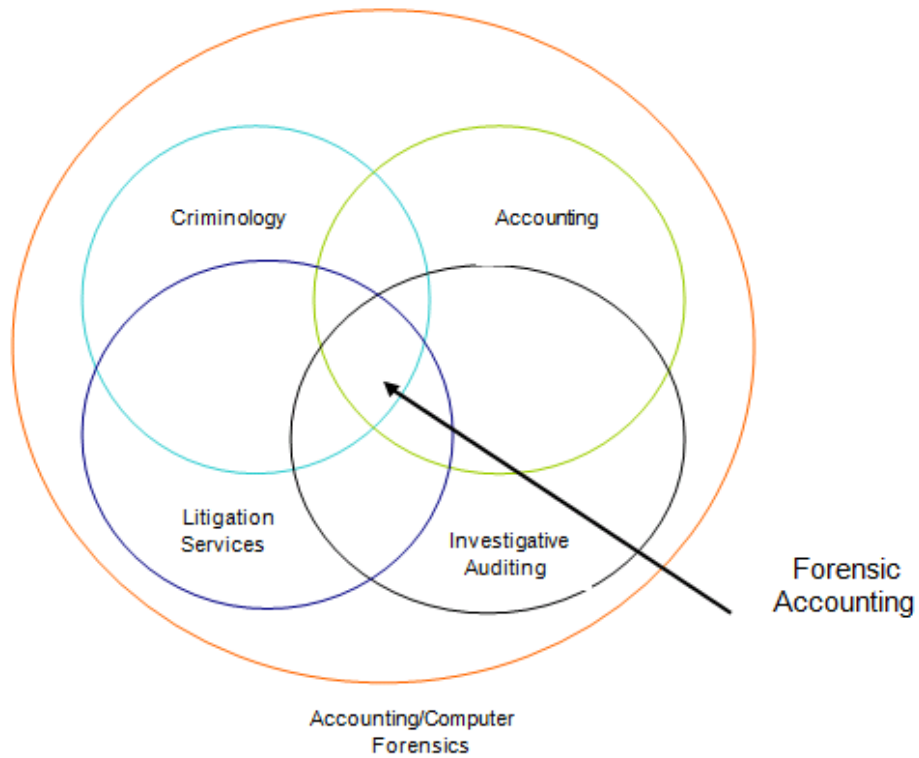 Criminology
Accounting
Litigation
Services
Investigative
Auditing
Forensic
Accounting
Accounting/Computer
Forensics